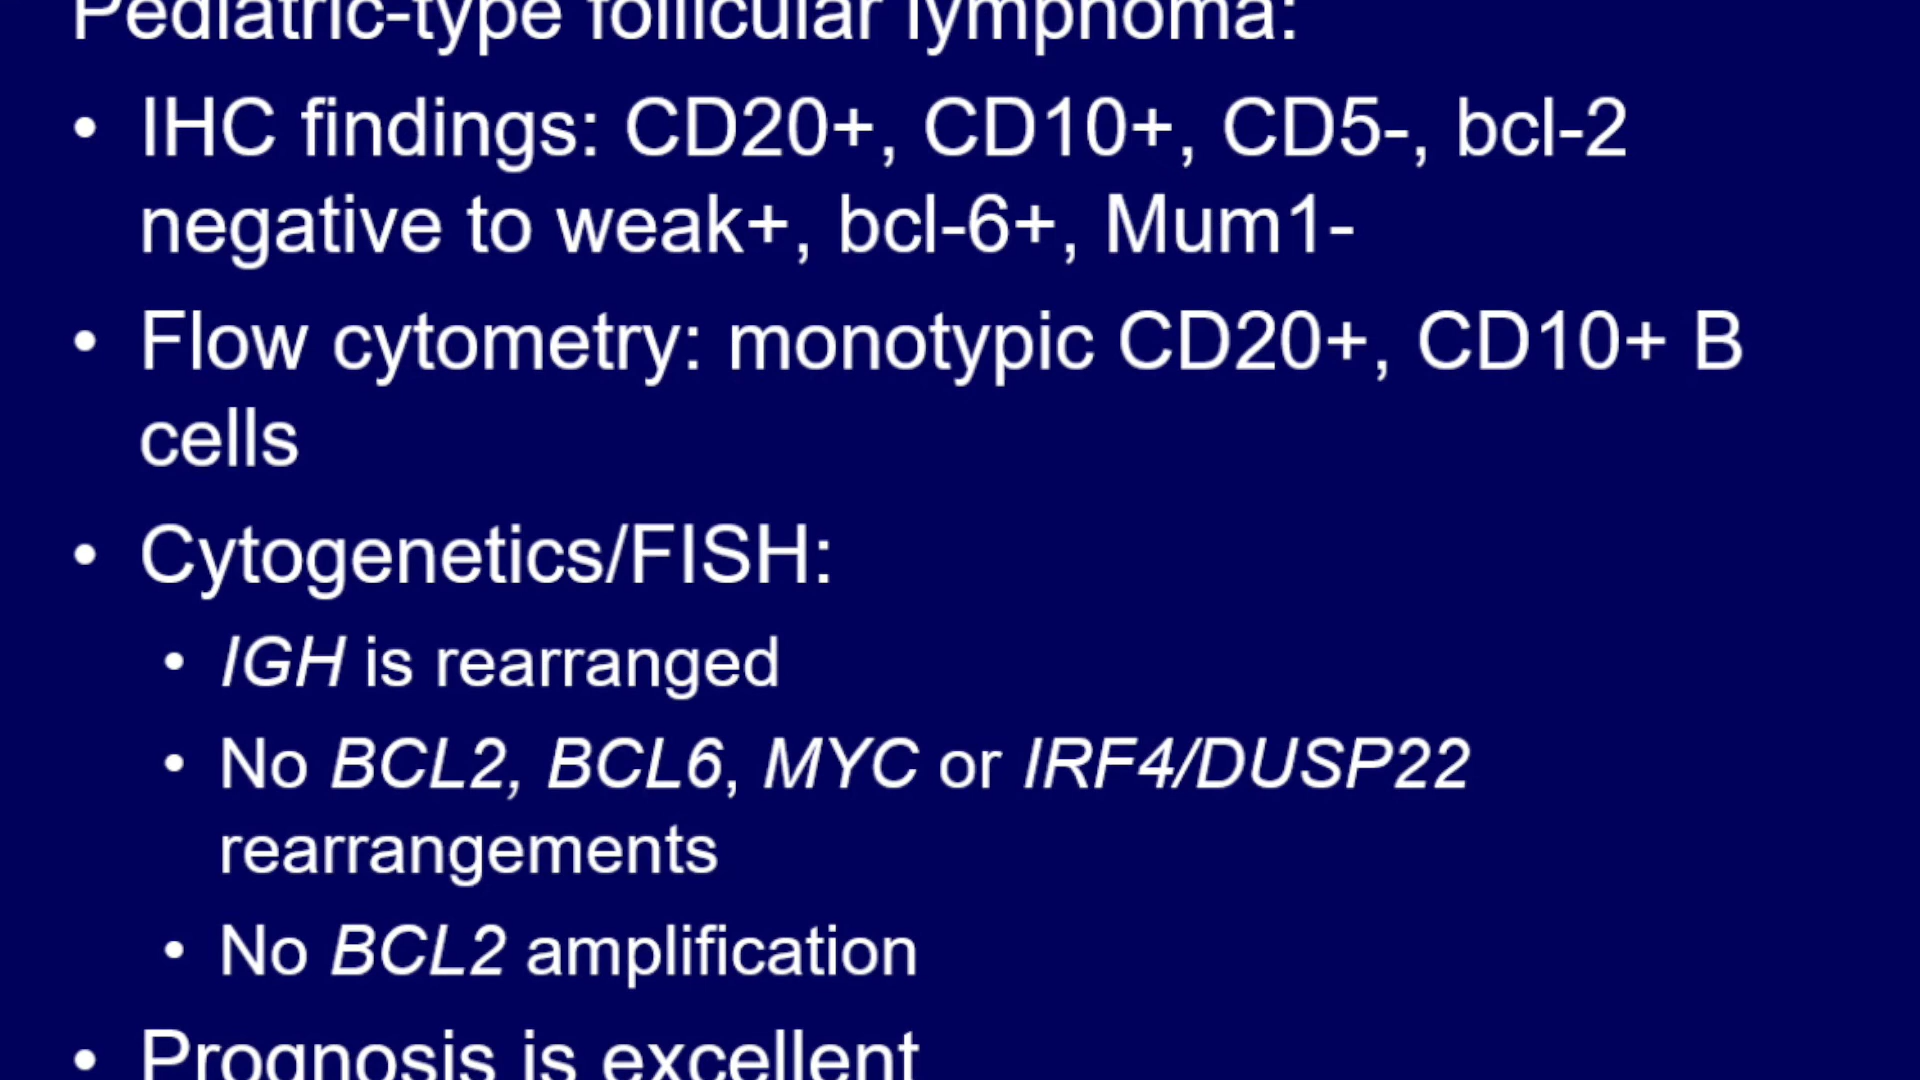 Pediatric-type follicular lymphoma:
• IHC findings: CD20+, CD10+, CD5-, bcl-2
negative to weak+, bcl-6+, Mum1-
• Flow cytometry: monotypic CD20+, CD10+ B
cells
• Cytogenetics/FISH:
• IGH is rearranged
• No BCL2, BCL6, MYC or IRF4/DUSP22
rearrangements
• No BCL2 amplification
• Prognosis is excellent